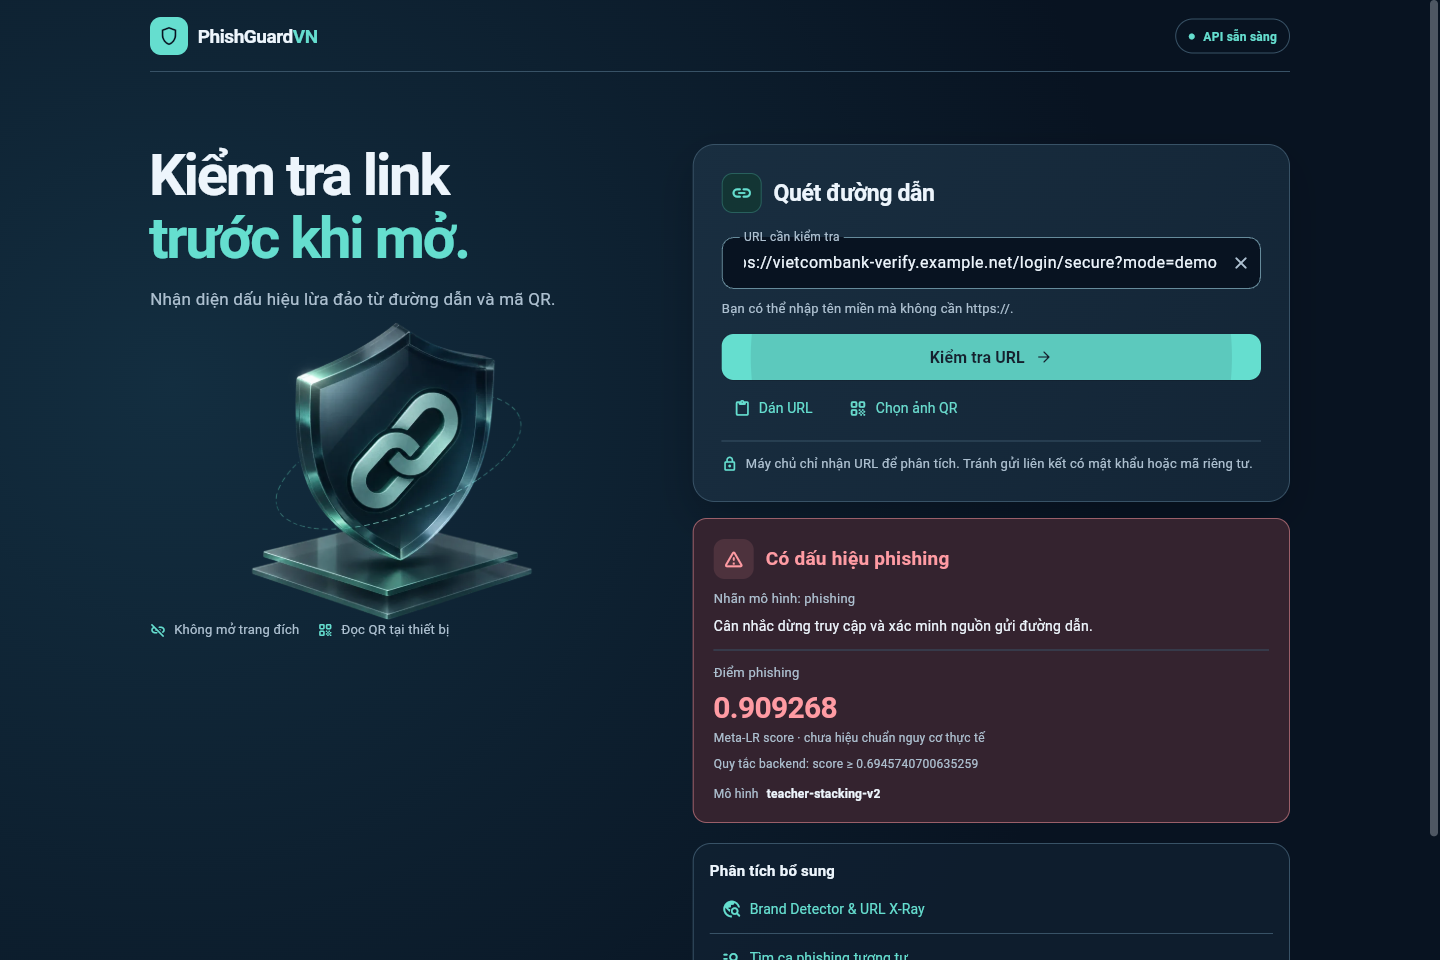 PhishGuardVN
API sẵn sàng
Kiểm tra link
trước khi mở.
Nhận diện dấu hiệu lừa đảo từ đường dẫn và mã QR.
Không mở trang đích
Đọc QR tại thiết bị
Quét đường dẫn
URL cần kiểm tra
s://vietcombank-verify.example.net/login/secure?mode=demo
Bạn có thể nhập tên miền mà không cần https://.
Kiểm tra URL
Dán URL
Chọn ảnh QR
Máy chủ chỉ nhận URL để phân tích. Tránh gửi liên kết có mật khẩu hoặc mã riêng tư.
Có dấu hiệu phishing
Nhãn mô hình: phishing
Cân nhắc dừng truy cập và xác minh nguồn gửi đường dẫn.
Điểm phishing
0.909268
Meta-LR score · chưa hiệu chuẩn nguy cơ thực tế
Quy tắc backend: score ≥ 0.6945740700635259
Mô hình teacher-stacking-v2
Phân tích bổ sung
Brand Detector & URL X-Ray
Tìm ca phishing tương tự